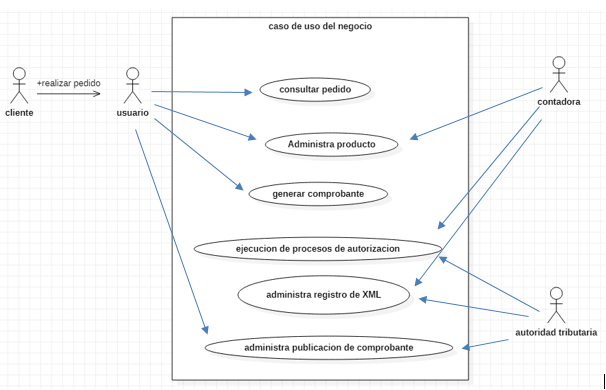 caso de uso del negocio
+realizar pedido
cliente
usuario
consultar pedido
contadora
Administra producto
generar comprobante
ejecucion de procesos de autorizacion
administra registro de XML
autoridad tributaria
administra publicacion de comprobante